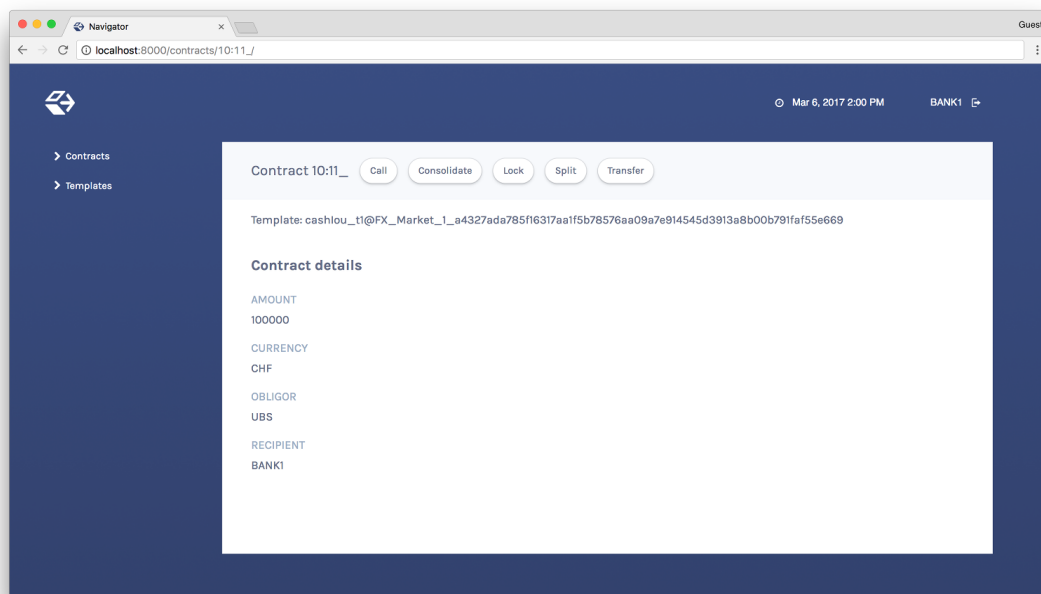 Navigator
Guest
localhost:8000/contracts/10:11_/
Mar 6, 2017 2:00 PM
BANK1
Contracts
Templates
Contract 10:11_
Call
Consolidate
Lock
Split
Transfer
Template: cashIou_t1@FX_Market_1_a4327ada785f16317aa1f5b78576aa09a7e914545d3913a8b00b791faf55e669
Contract details
AMOUNT
100000
CURRENCY
CHF
OBLIGOR
UBS
RECIPIENT
BANK1